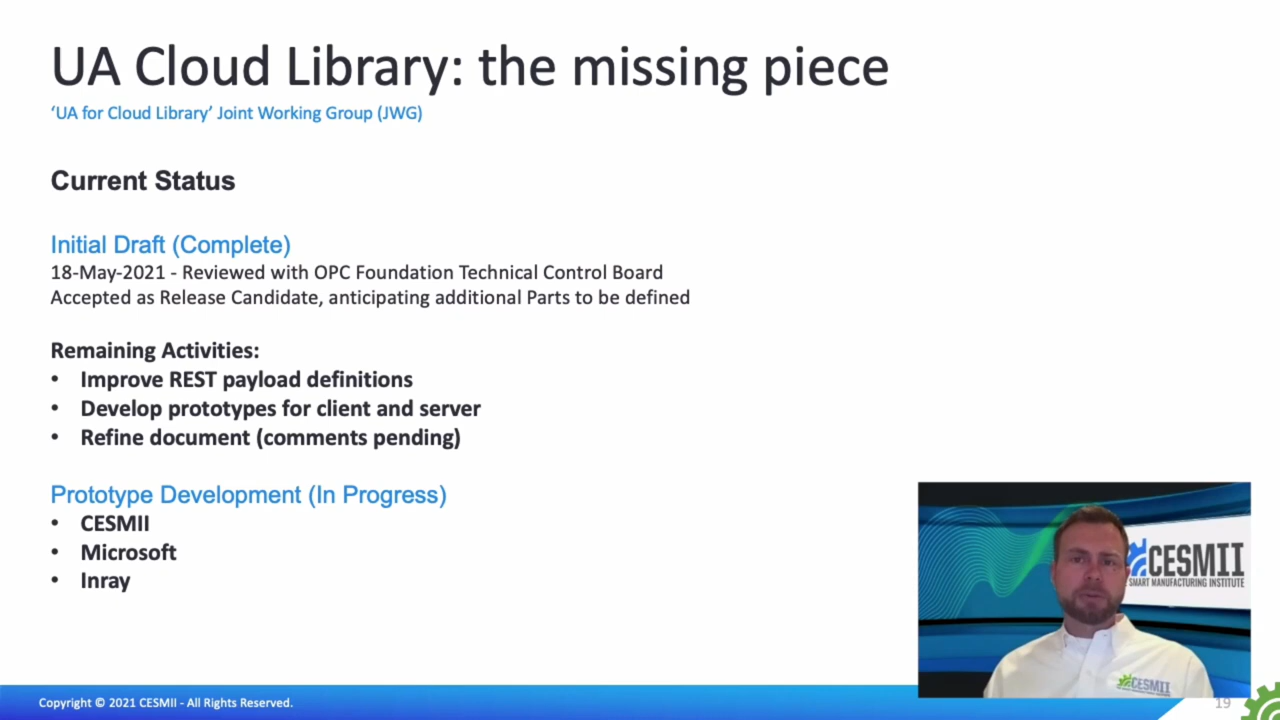 UA Cloud Library: the missing piece
‘UA for Cloud Library’ Joint Working Group (JWG)
Current Status
Initial Draft (Complete)
18-May-2021 - Reviewed with OPC Foundation Technical Control Board
Accepted as Release Candidate, anticipating additional Parts to be defined
Remaining Activities:
• Improve REST payload definitions
• Develop prototypes for client and server
• Refine document (comments pending)
Prototype Development (In Progress)
• CESMII
• Microsoft
• Inray
CESMII
SMART MANUFACTURING INSTITUTE
CESMII
Copyright © 2021 CESMII - All Rights Reserved.
19